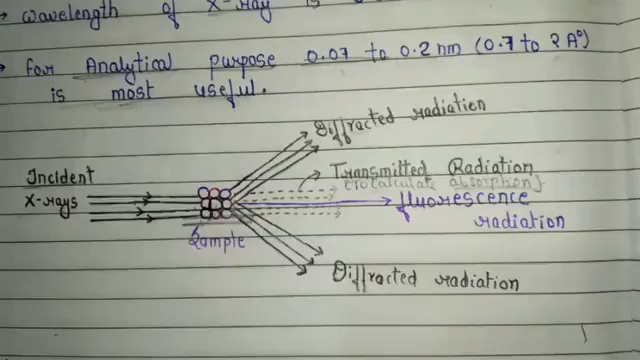 → wavelength of X-ray is
→ for Analytical purpose 0.07 to 0.2 nm (0.7 to 2 A°)
is most useful.
Diffracted radiation
Incident
X-rays
Transmitted Radiation
(to calculate absorption)
fluorescence
radiation
Sample
Diffracted radiation